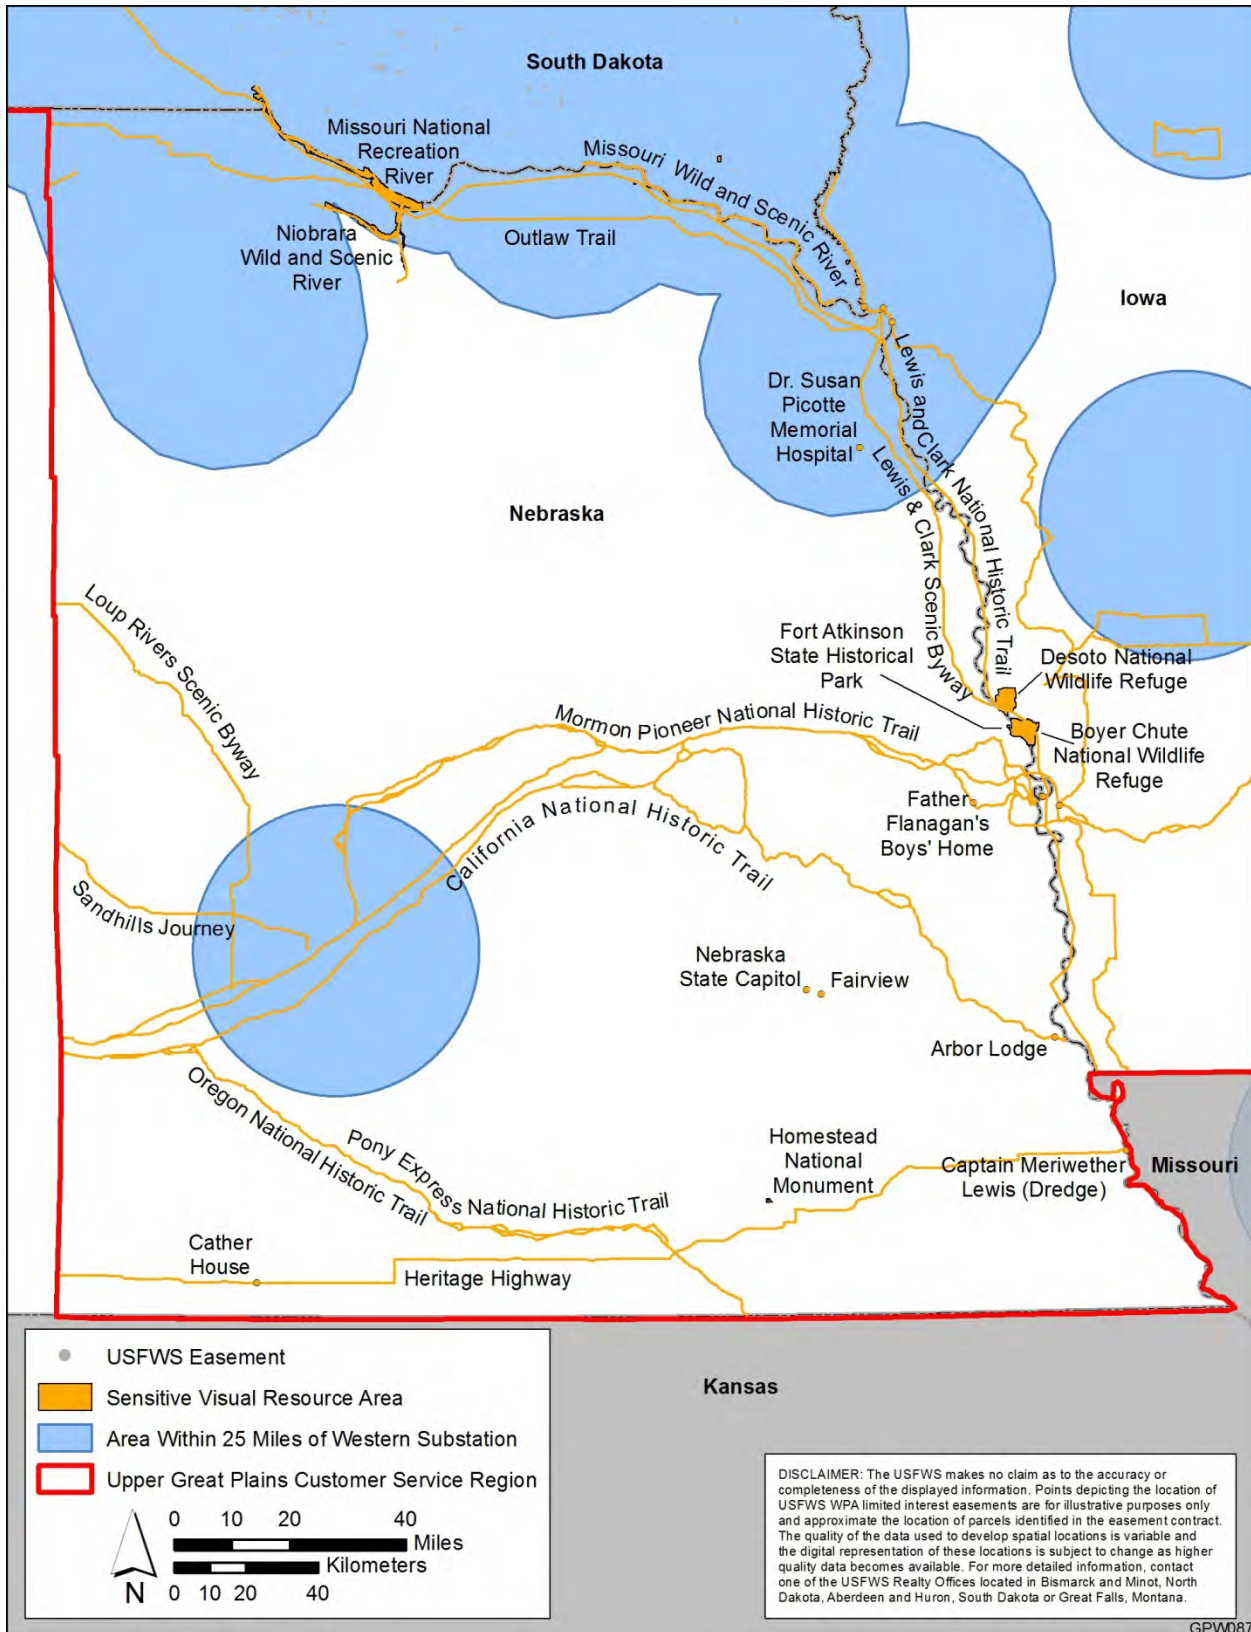 South Dakota
Missouri National
Recreation
River
Missouri Wild and Scenic River
Niobrara
Wild and Scenic
River
Outlaw Trail
Iowa
Lewis and Clark National Historic Trail
Dr. Susan
Picotte
Memorial
Hospital
Lewis & Clark Scenic Byway
Nebraska
Loup Rivers Scenic Byway
Fort Atkinson
State Historical
Park
Desoto National
Wildlife Refuge
Mormon Pioneer National Historic Trail
Boyer Chute
National Wildlife
Refuge
Father
Flanagan's
Boys' Home
California National Historic Trail
Sandhills Journey
Nebraska
State Capitol
Fairview
Arbor Lodge
Oregon National Historic Trail
Pony Express National Historic Trail
Homestead
National
Monument
Captain Meriwether
Lewis (Dredge)
Missouri
Cather
House
Heritage Highway
Kansas
USFWS Easement
Sensitive Visual Resource Area
Area Within 25 Miles of Western Substation
Upper Great Plains Customer Service Region
N
0 10 20 40
Miles
Kilometers
0 10 20 40
DISCLAIMER: The USFWS makes no claim as to the accuracy or
completeness of the displayed information. Points depicting the location of
USFWS WPA limited interest easements are for illustrative purposes only
and approximate the location of parcels identified in the easement contract.
The quality of the data used to develop spatial locations is variable and
the digital representation of these locations is subject to change as higher
quality data becomes available. For more detailed information, contact
one of the USFWS Realty Offices located in Bismarck and Minot, North
Dakota, Aberdeen and Huron, South Dakota or Great Falls, Montana.
GPW087